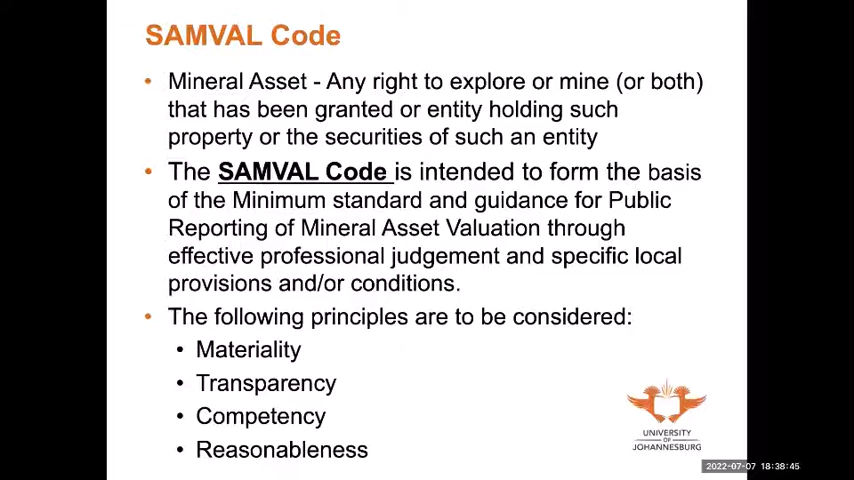 SAMVAL Code
• Mineral Asset - Any right to explore or mine (or both)
that has been granted or entity holding such
property or the securities of such an entity
• The SAMVAL Code is intended to form the basis
of the Minimum standard and guidance for Public
Reporting of Mineral Asset Valuation through
effective professional judgement and specific local
provisions and/or conditions.
• The following principles are to be considered:
• Materiality
• Transparency
• Competency
• Reasonableness
UNIVERSITY
OF
JOHANNESBURG
2022-07-07 18:38:45